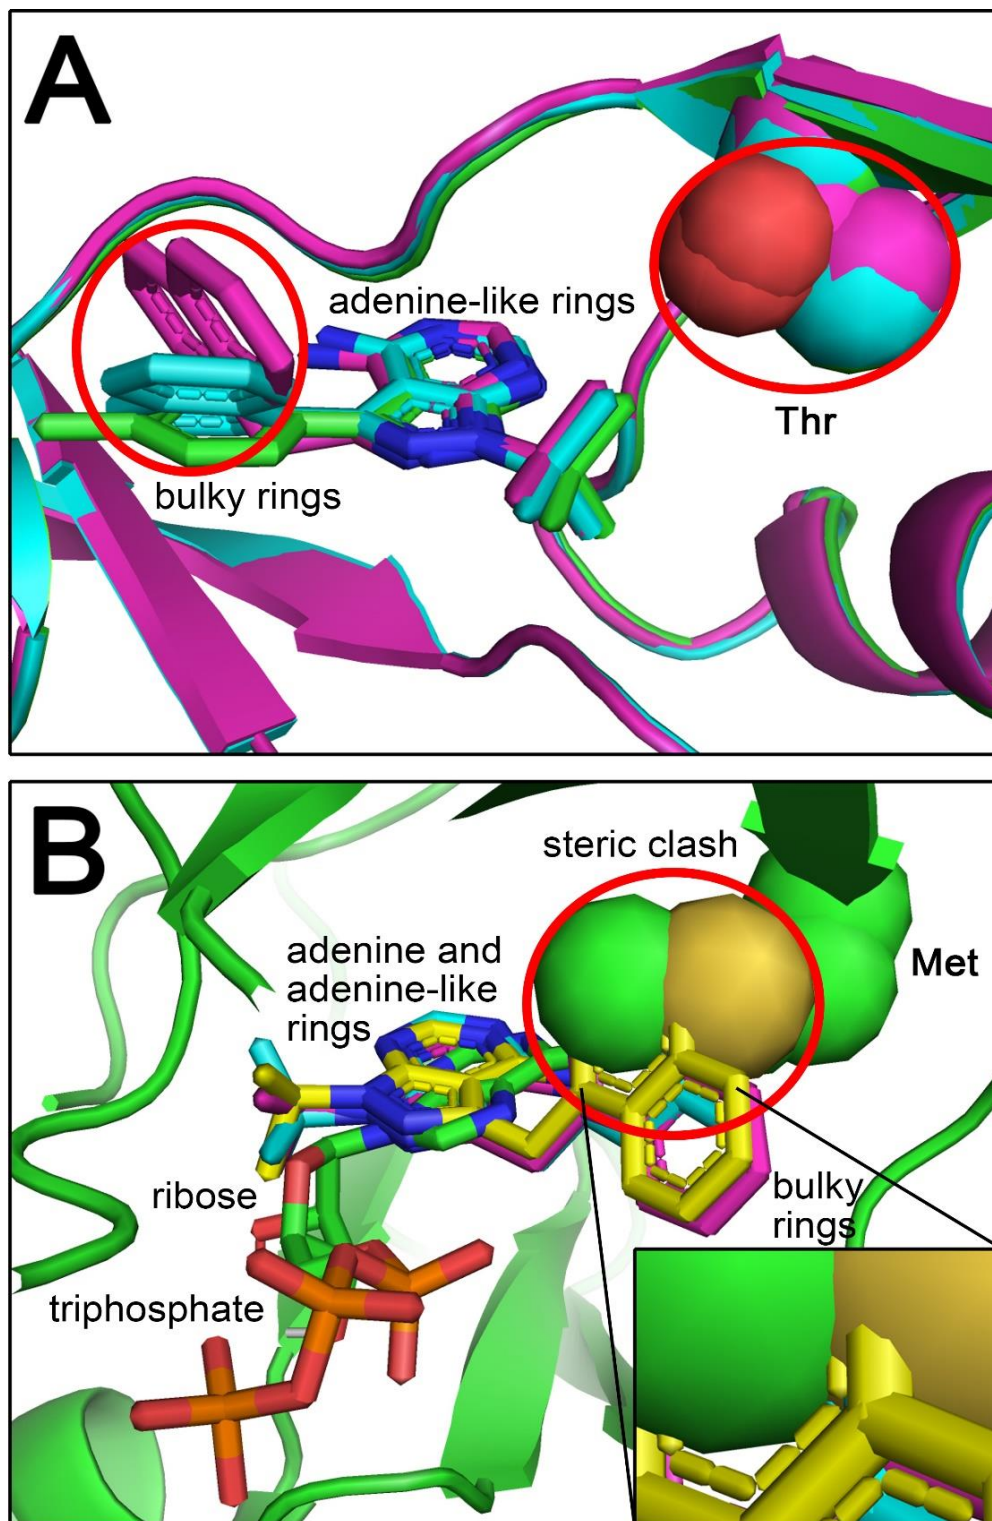 A
adenine-like rings
Thr
bulky rings
B
steric clash
adenine and
adenine-like
rings
Met
ribose
bulky
rings
triphosphate